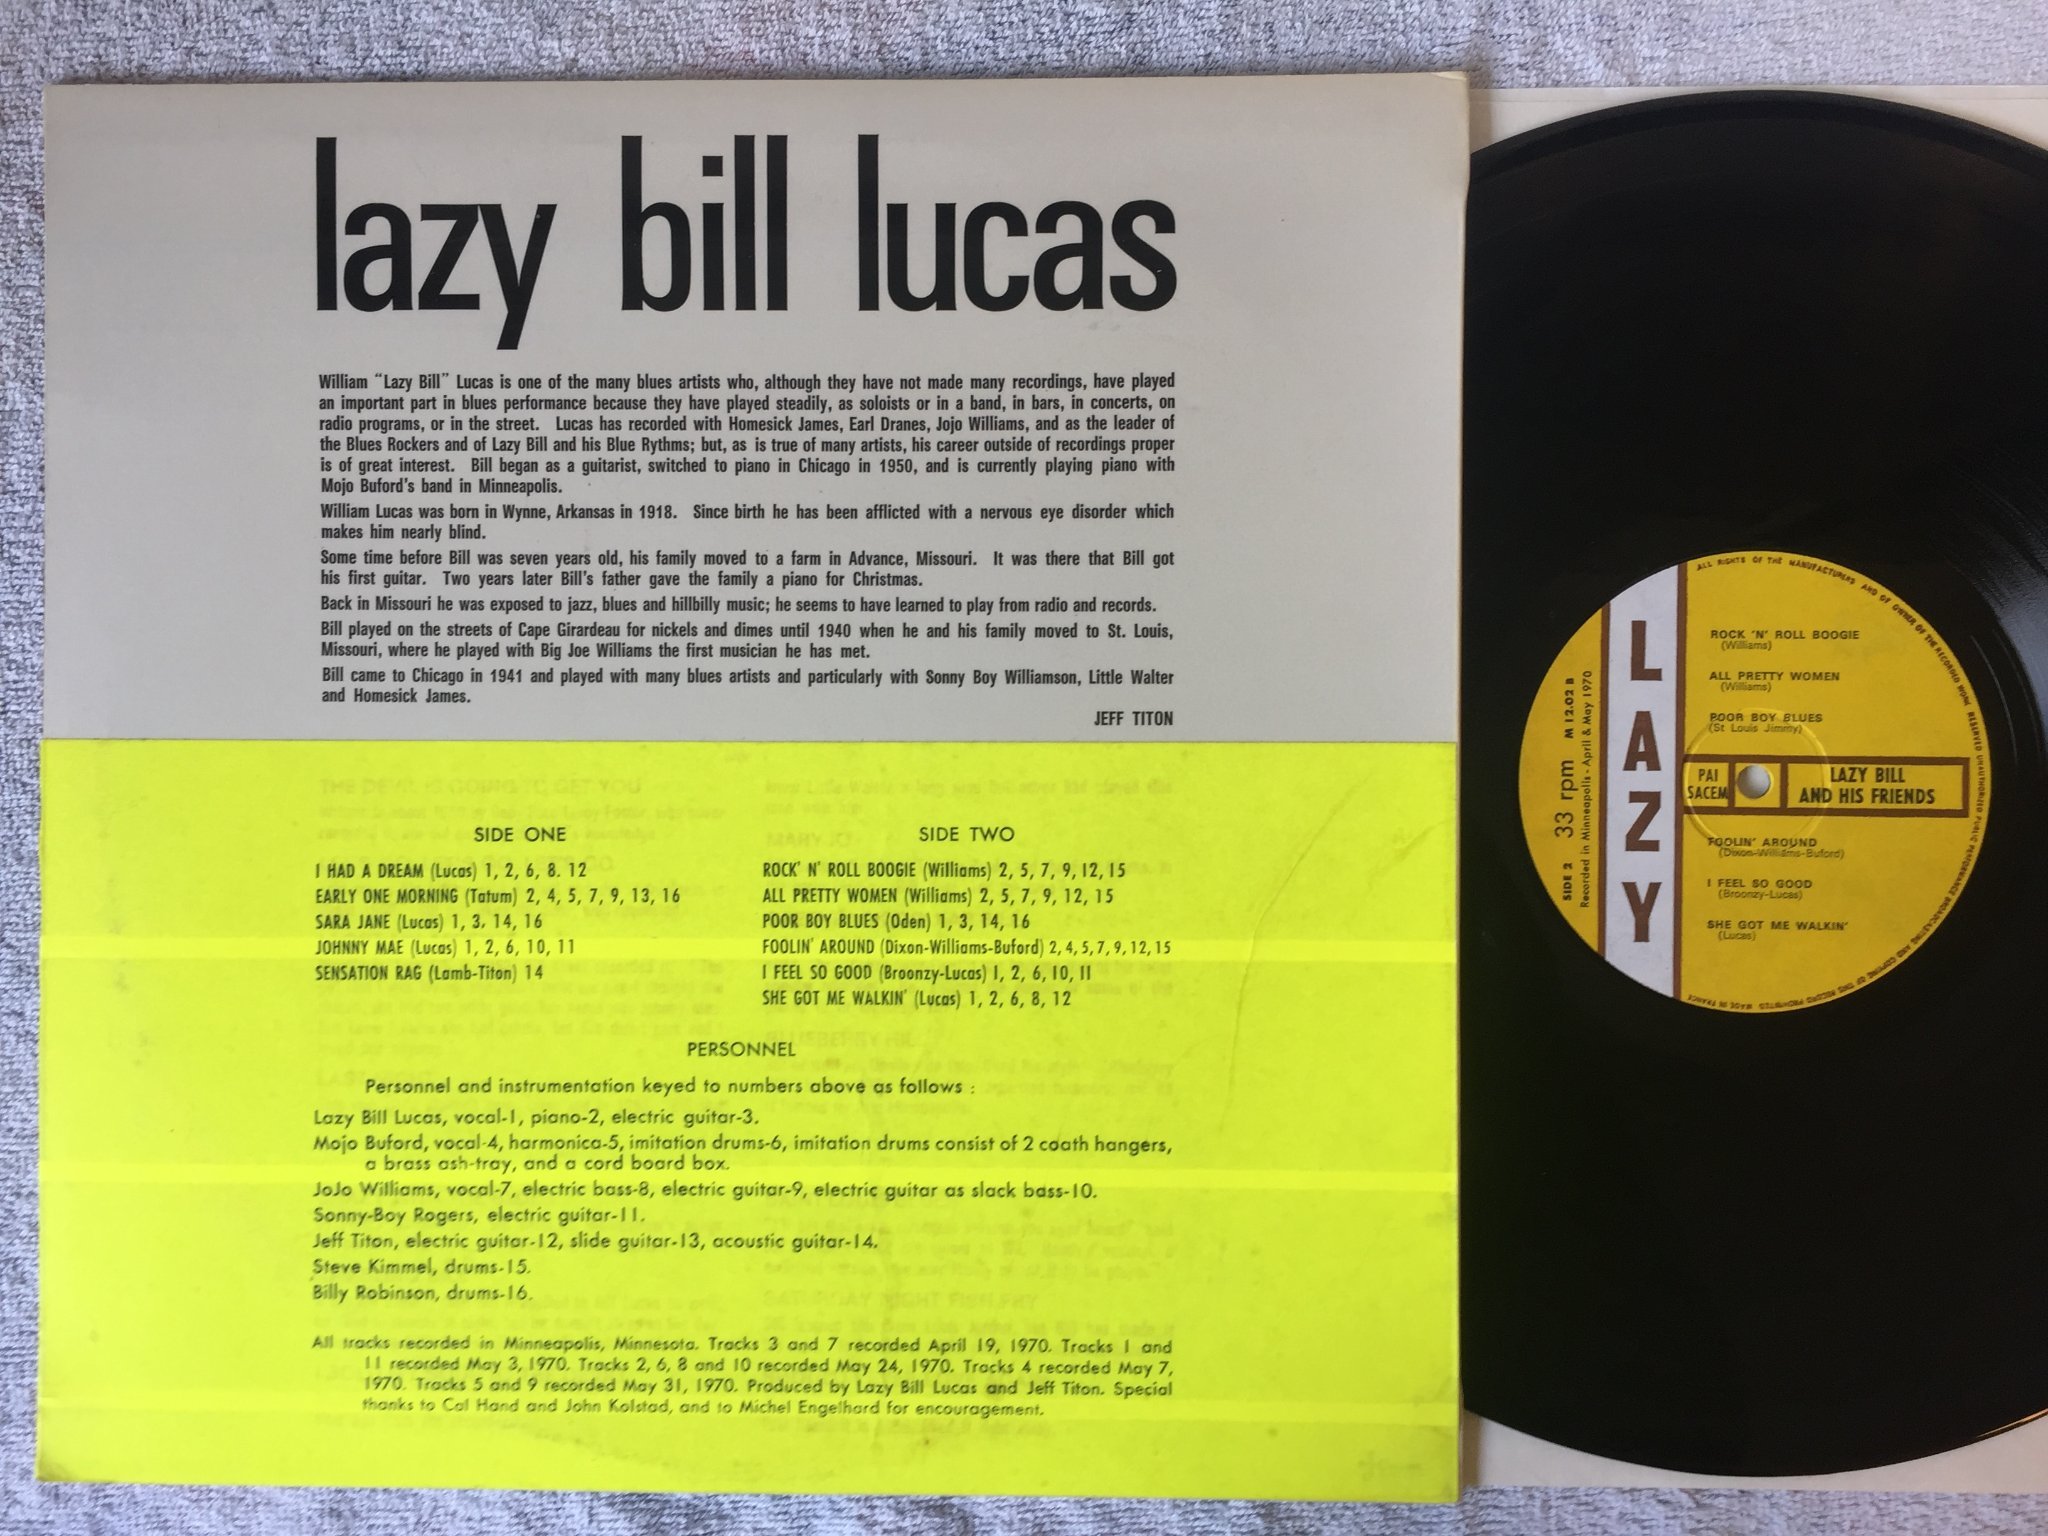 lazy bill lucas
William "Lazy Bill" Lucas is one of the many blues artists who, although they have not made many recordings, have played
an important part in blues performance because they have played steadily, as soloists or in a band, in bars, in concerts, on
radio programs, or in the street. Lucas has recorded with Homesick James, Earl Dranes, Jojo Williams, and as the leader of
the Blues Rockers and of Lazy Bill and his Blue Rythms; but, as is true of many artists, his career outside of recordings proper
is of great interest. Bill began as a guitarist, switched to piano in Chicago in 1950, and is currently playing piano with
Mojo Buford's band in Minneapolis.
William Lucas was born in Wynne, Arkansas in 1918. Since birth he has been afflicted with a nervous eye disorder which
makes him nearly blind.
Some time before Bill was seven years old, his family moved to a farm in Advance, Missouri. It was there that Bill got
his first guitar. Two years later Bill's father gave the family a piano for Christmas.
Back in Missouri he was exposed to jazz, blues and hillbilly music; he seems to have learned to play from radio and records.
Bill played on the streets of Cape Girardeau for nickels and dimes until 1940 when he and his family moved to St. Louis,
Missouri, where he played with Big Joe Williams the first musician he has met.
Bill came to Chicago in 1941 and played with many blues artists and particularly with Sonny Boy Williamson, Little Walter
and Homesick James.
JEFF TITON
SIDE ONE
I HAD A DREAM (Lucas) 1, 2, 6, 8. 12
EARLY ONE MORNING (Tatum) 2, 4, 5, 7, 9, 13, 16
SARA JANE (Lucas) 1, 3. 14, 16
JOHNNY MAE (Lucas) 1, 2, 6, 10, 11
SENSATION RAG (Lamb-Titon) 14
SIDE TWO
ROCK' N' ROLL BOOGIE (Williams) 2, 5, 7, 9, 12, 15
ALL PRETTY WOMEN (Williams) 2, 5, 7, 9, 12, 15
POOR BOY BLUES (Oden) 1, 3, 14, 16
FOOLIN' AROUND (Dixon-Williams-Buford) 2, 4, 5, 7, 9, 12, 15
I FEEL SO GOOD (Broonzy-Lucas) 1, 2, 6, 10, 11
SHE GOT ME WALKIN' (Lucas) 1, 2, 6, 8, 12
PERSONNEL
Personnel and instrumentation keyed to numbers above as follows :
Lazy Bill Lucas, vocal-1, piano-2, electric guitar-3.
Mojo Buford, vocal-4, harmonica-5, imitation drums-6, imitation drums consist of 2 coath hangers,
a brass ash-tray, and a cord board box.
JoJo Williams, vocal-7, electric bass-8, electric guitar-9, electric guitar as slack bass-10.
Sonny-Boy Rogers, electric guitar-11.
Jeff Titon, electric guitar-12, slide guitar-13, acoustic guitar-14.
Steve Kimmel, drums-15.
Billy Robinson, drums-16.
All tracks recorded in Minneapolis, Minnesota. Tracks 3 and 7 recorded April 19, 1970. Tracks 1 and
11 recorded May 3, 1970. Tracks 2, 6, 8 and 10 recorded May 24, 1970. Tracks 4 recorded May 7,
1970. Tracks 5 and 9 recorded May 31, 1970. Produced by Lazy Bill Lucas and Jeff Titon. Special
thanks to Cal Hand and John Kolstad, and to Michel Engelhard for encouragement.
ALL RIGHTS OF THE MANUFACTURERS AND OF OWNER OF THE RECORDED WORK RESERVED UNAUTHORIZED PUBLIC PERFORMANCE BROADCASTING AND COPYING OF THIS RECORD PROHIBITED MADE IN FRANCE
LAZY
SIDE 2 33 rpm M 12.02 B
Recorded in Minneapolis - April & May 1970
ROCK 'N' ROLL BOOGIE
(Williams)
ALL PRETTY WOMEN
(Williams)
POOR BOY BLUES
(St Louis Jimmy)
PAI
SACEM
LAZY BILL
AND HIS FRIENDS
FOOLIN' AROUND
(Dixon-Williams-Buford)
I FEEL SO GOOD
(Broonzy-Lucas)
SHE GOT ME WALKIN'
(Lucas)